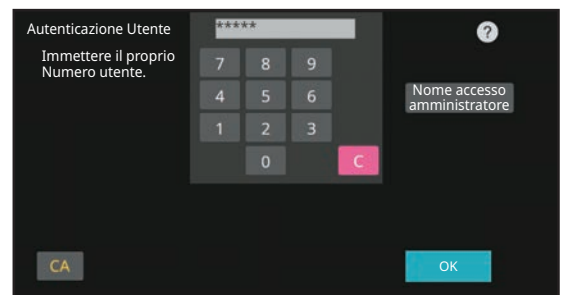 Autenticazione Utente
*****
?
Immettere il proprio
Numero utente.
7 8 9
4 5 6
Nome accesso
amministratore
1 2 3
0 C
CA
OK